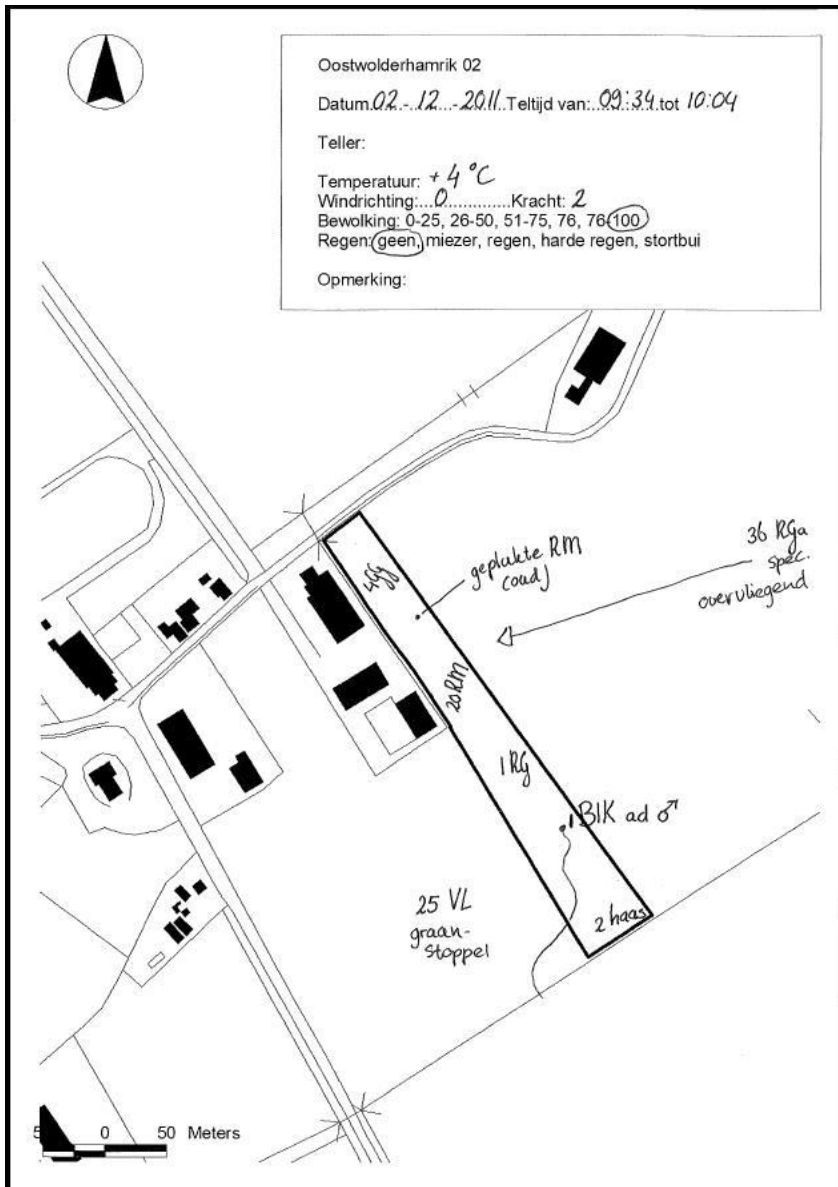 Oostwolderhamrik 02
Datum 02 - 12 - 2011 Teltijd van: 09:34 tot 10:04
Teller:
Temperatuur: +4 °C
Windrichting: 0 Kracht: 2
Bewolking: 0-25, 26-50, 51-75, 76, 76-100
Regen: geen, miezer, regen, harde regen, stortbui
Opmerking:
4GG
geplukte RM
(oud)
36 RGa
spec.
overvliegend
20 RM
1 RG
1 BlK ad ♂
25 VL
graan-
stoppel
2 haas
0 50 Meters